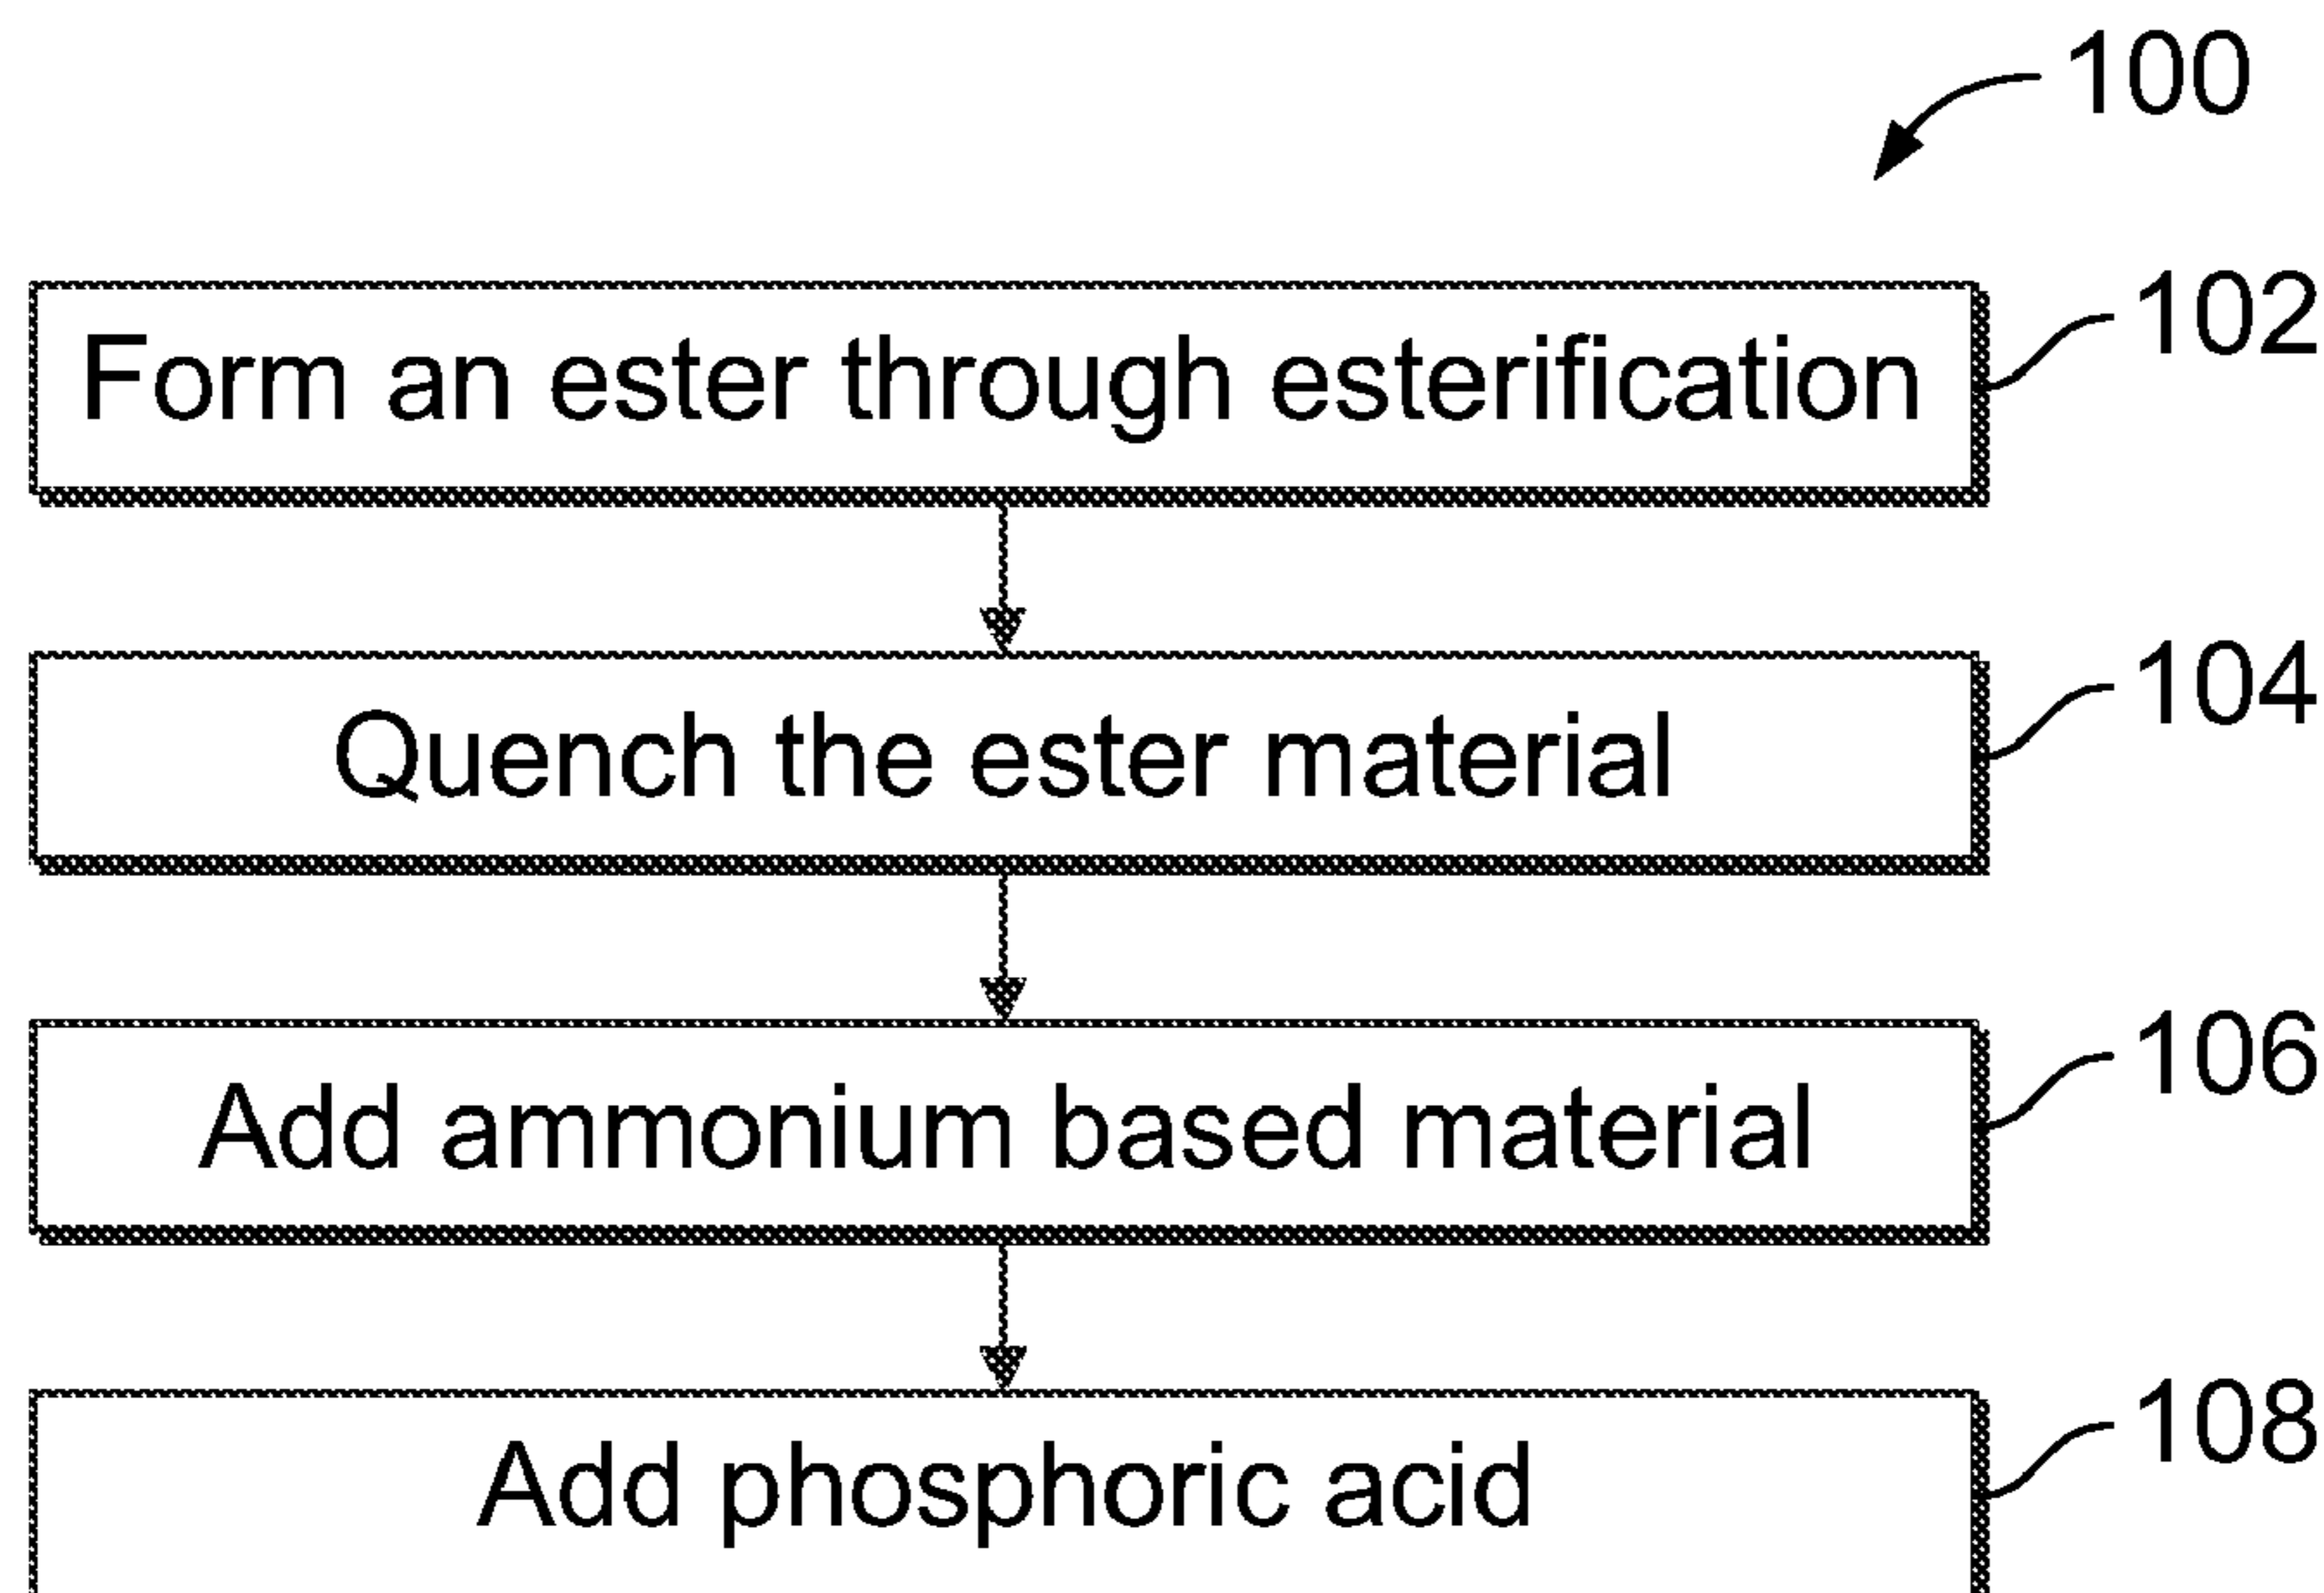 100
Form an ester through esterification
102
Quench the ester material
104
Add ammonium based material
106
Add phosphoric acid
108